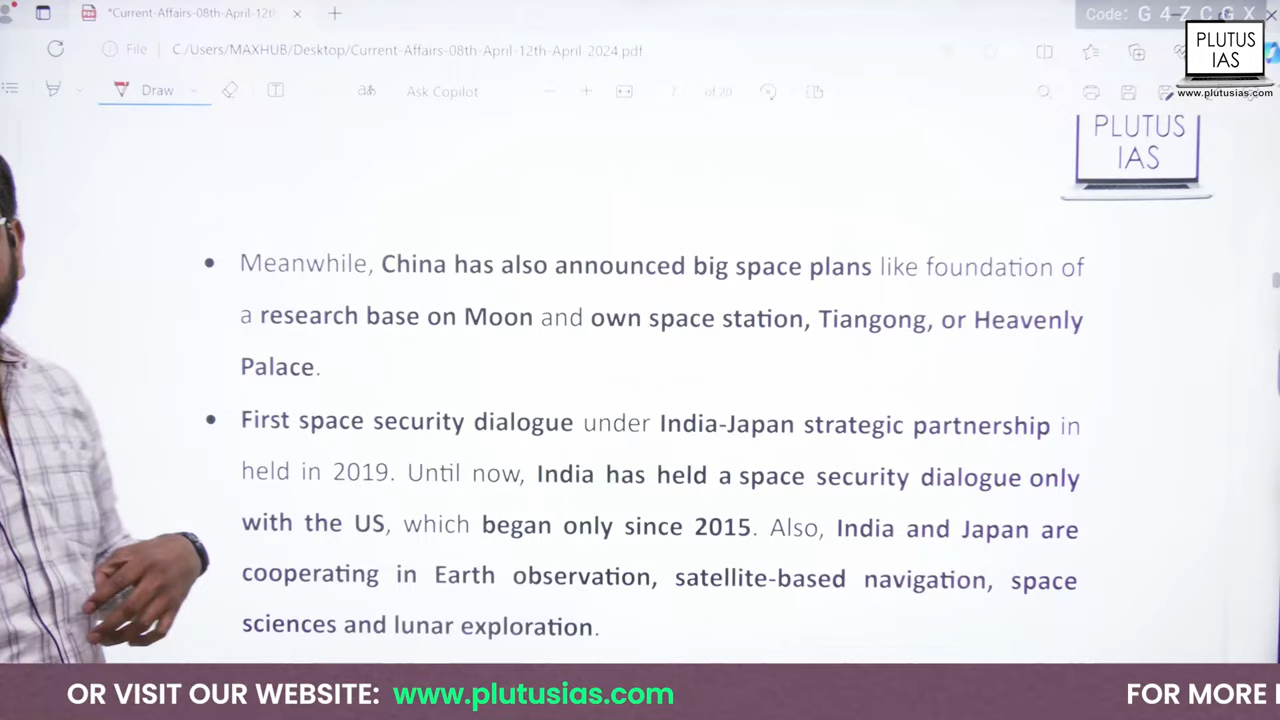 *Current-Affairs-08th-April-12th
Code: G 4 Z C G X
File C:/Users/MAXHUB/Desktop/Current-Affairs-08th-April-12th-April-2024.pdf
PLUTUS
IAS
www.plutusias.com
Draw
Ask Copilot
7 of 20
PLUTUS
IAS
• Meanwhile, China has also announced big space plans like foundation of
a research base on Moon and own space station, Tiangong, or Heavenly
Palace.
• First space security dialogue under India-Japan strategic partnership in
held in 2019. Until now, India has held a space security dialogue only
with the US, which began only since 2015. Also, India and Japan are
cooperating in Earth observation, satellite-based navigation, space
sciences and lunar exploration.
OR VISIT OUR WEBSITE: www.plutusias.com
FOR MORE